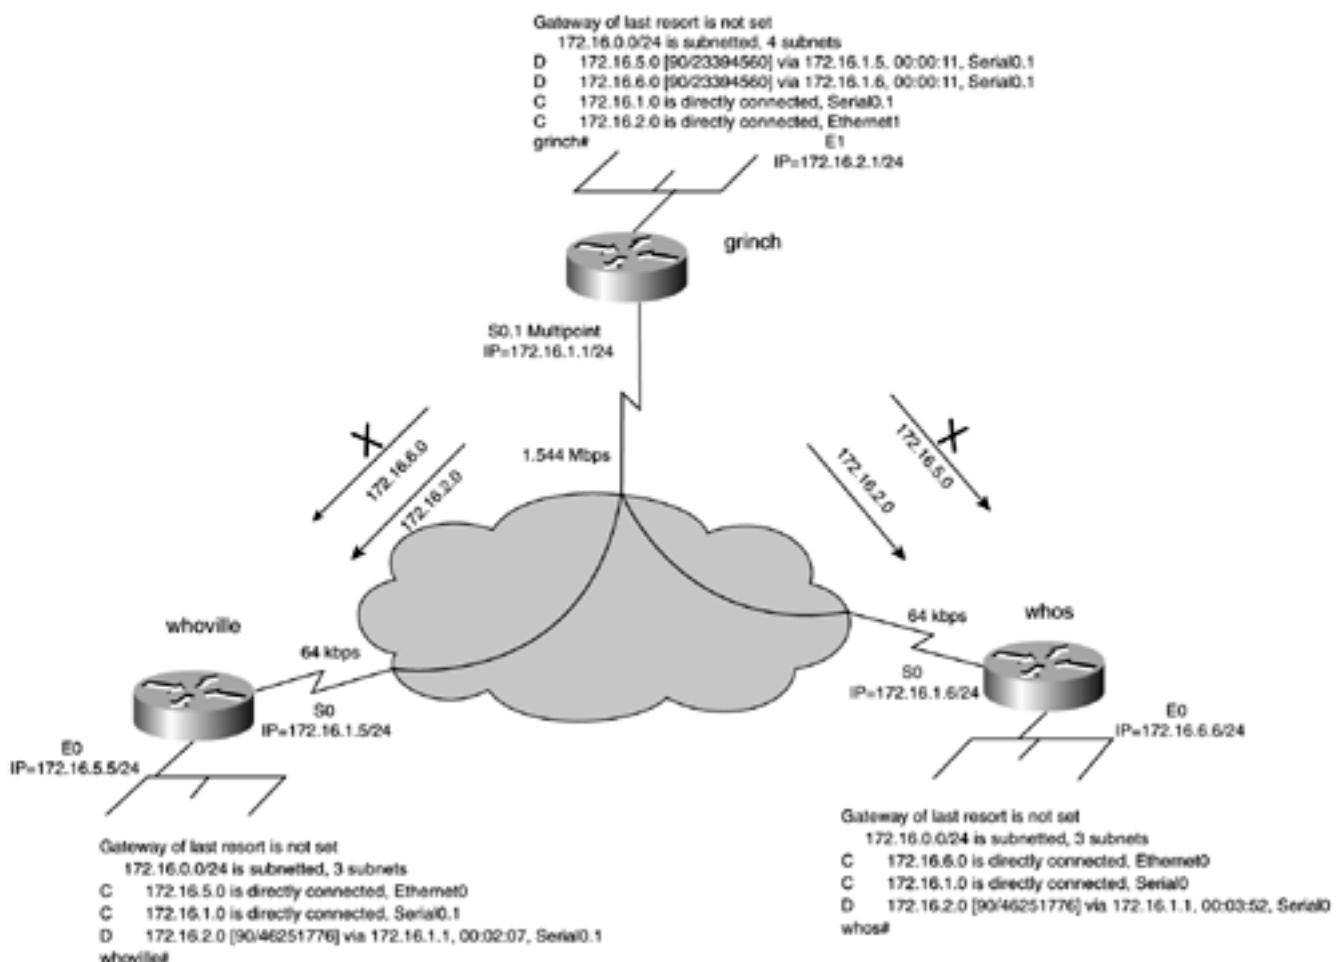 Gateway of last resort is not set
172.16.0.0/24 is subnetted, 4 subnets
D 172.16.5.0 [90/23394560] via 172.16.1.5, 00:00:11, Serial0.1
D 172.16.6.0 [90/23394560] via 172.16.1.6, 00:00:11, Serial0.1
C 172.16.1.0 is directly connected, Serial0.1
C 172.16.2.0 is directly connected, Ethernet1
grinch#
E1
IP=172.16.2.1/24
grinch
S0.1 Multipoint
IP=172.16.1.1/24
X
172.16.6.0
172.16.2.0
1.544 Mbps
172.16.2.0
X
172.16.5.0
whoville
64 kbps
S0
IP=172.16.1.5/24
E0
IP=172.16.5.5/24
64 kbps
whos
S0
IP=172.16.1.6/24
E0
IP=172.16.6.6/24
Gateway of last resort is not set
172.16.0.0/24 is subnetted, 3 subnets
C 172.16.5.0 is directly connected, Ethernet0
C 172.16.1.0 is directly connected, Serial0.1
D 172.16.2.0 [90/46251776] via 172.16.1.1, 00:02:07, Serial0.1
whoville#
Gateway of last resort is not set
172.16.0.0/24 is subnetted, 3 subnets
C 172.16.6.0 is directly connected, Ethernet0
C 172.16.1.0 is directly connected, Serial0
D 172.16.2.0 [90/46251776] via 172.16.1.1, 00:03:52, Serial0
whos#